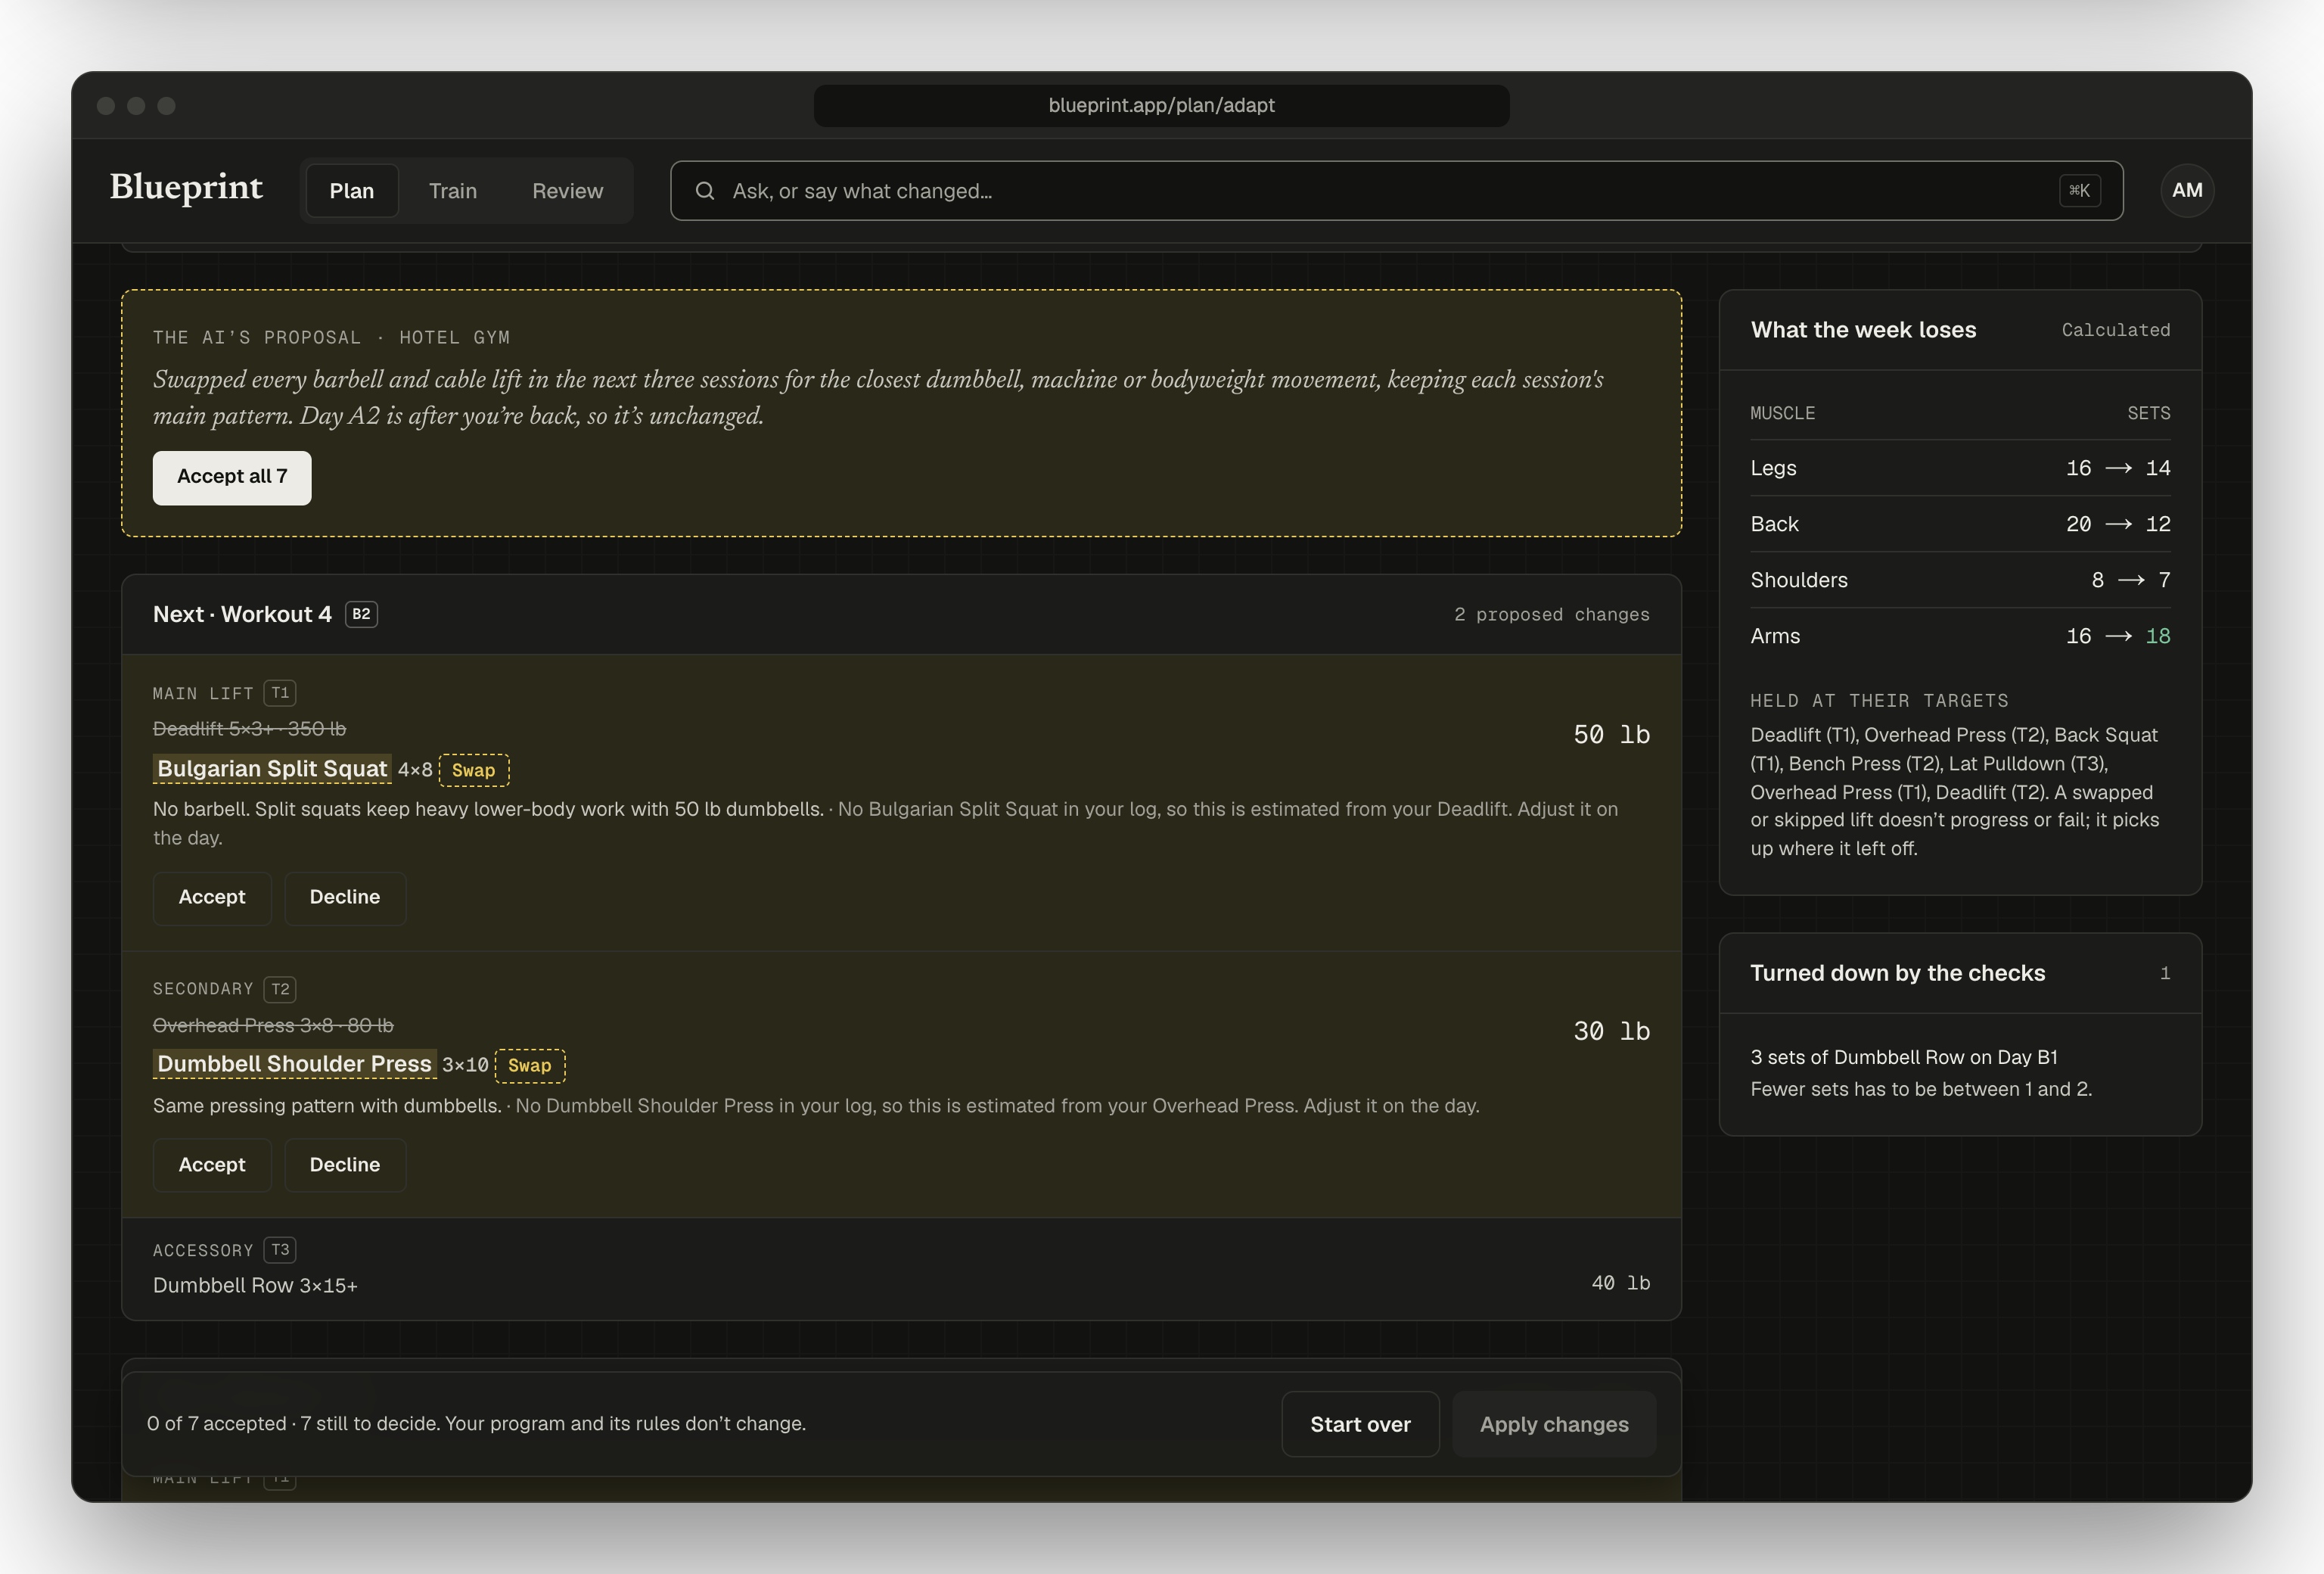 blueprint.app/plan/adapt
Blueprint
Plan
Train
Review
Ask, or say what changed…
⌘K
AM
THE AI’S PROPOSAL · HOTEL GYM
Swapped every barbell and cable lift in the next three sessions for the closest dumbbell, machine or bodyweight movement, keeping each session's
main pattern. Day A2 is after you’re back, so it’s unchanged.
Accept all 7
Next · Workout 4 B2
2 proposed changes
MAIN LIFT T1
Deadlift 5×3+ · 350 lb
50 lb
Bulgarian Split Squat 4×8 Swap
No barbell. Split squats keep heavy lower-body work with 50 lb dumbbells. · No Bulgarian Split Squat in your log, so this is estimated from your Deadlift. Adjust it on
the day.
Accept
Decline
SECONDARY T2
Overhead Press 3×8 · 80 lb
30 lb
Dumbbell Shoulder Press 3×10 Swap
Same pressing pattern with dumbbells. · No Dumbbell Shoulder Press in your log, so this is estimated from your Overhead Press. Adjust it on the day.
Accept
Decline
ACCESSORY T3
Dumbbell Row 3×15+
40 lb
0 of 7 accepted · 7 still to decide. Your program and its rules don’t change.
Start over
Apply changes
MAIN LIFT T1
What the week loses
Calculated
MUSCLE SETS
Legs 16 → 14
Back 20 → 12
Shoulders 8 → 7
Arms 16 → 18
HELD AT THEIR TARGETS
Deadlift (T1), Overhead Press (T2), Back Squat
(T1), Bench Press (T2), Lat Pulldown (T3),
Overhead Press (T1), Deadlift (T2). A swapped
or skipped lift doesn’t progress or fail; it picks
up where it left off.
Turned down by the checks
1
3 sets of Dumbbell Row on Day B1
Fewer sets has to be between 1 and 2.